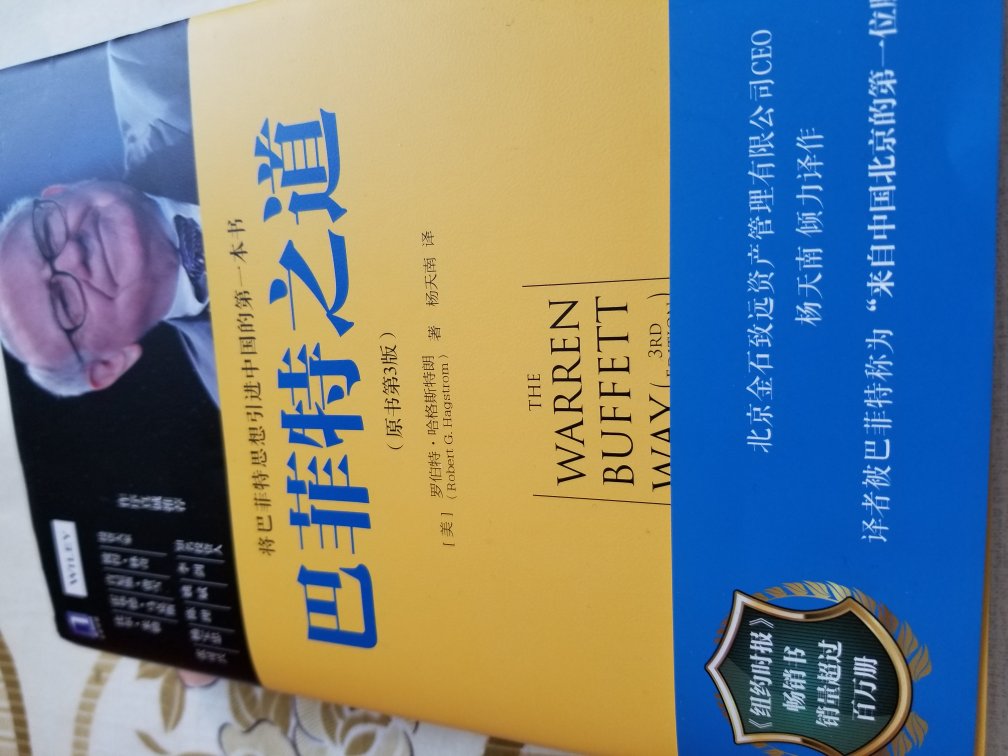 WILEY
将巴菲特思想引进中国的第一本书
巴菲特之道
（原书第3版）
[美] 罗伯特·哈格斯特朗 著 杨天南 译
（Robert G. Hagstrom）
THE
WARREN
BUFFETT
WAY
3RD
北京金石致远资产管理有限公司CEO
杨天南 倾力译作
译者被巴菲特称为“来自中国北京的第一位
《纽约时报》
畅销书
销量超过
百万册